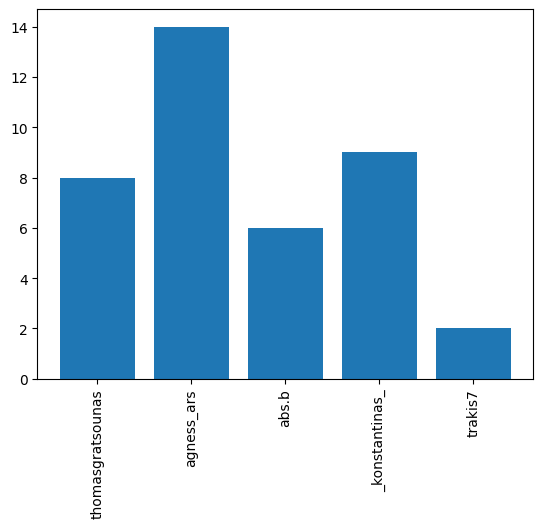 14
12
10
8
6
4
2
0
thomasgratsounas
agness_ars
abs.b
_konstantinas_
trakis7